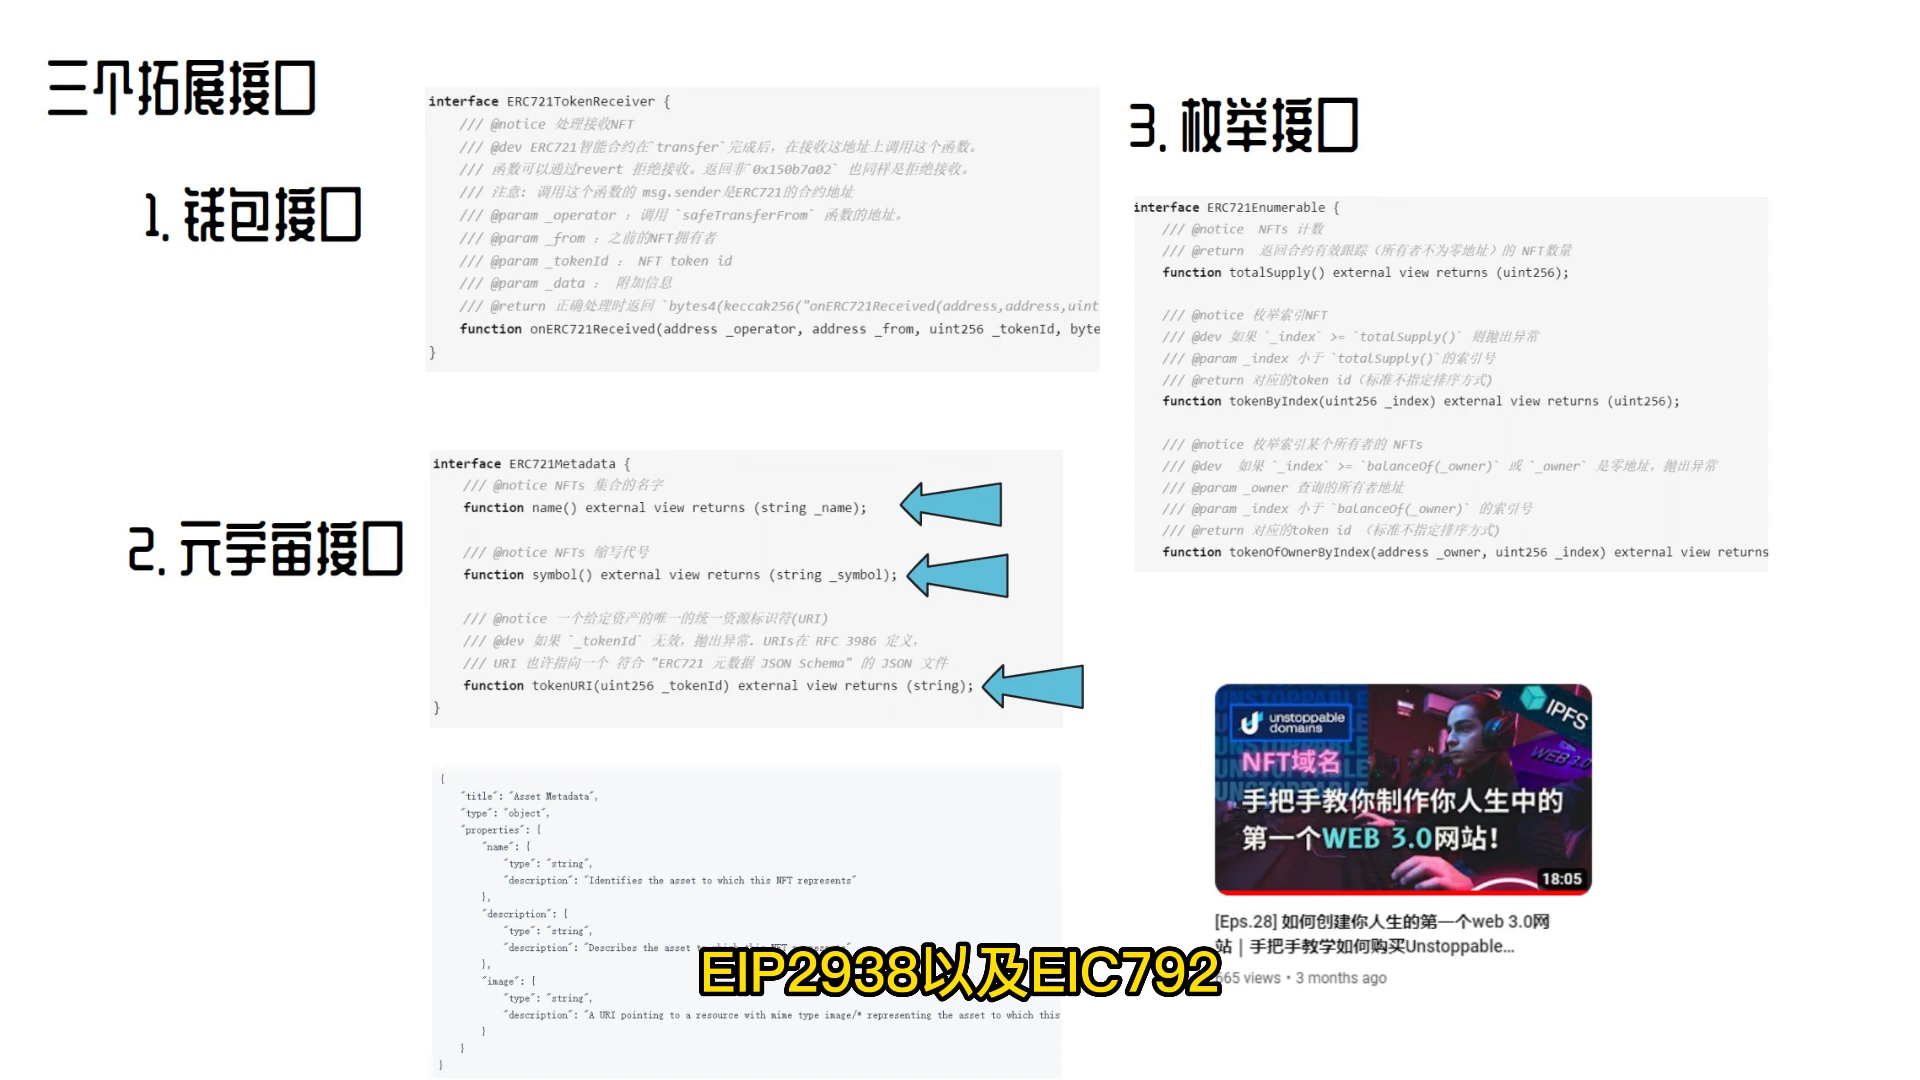 三个拓展接口
1. 钱包接口
interface ERC721TokenReceiver {
/// @notice 处理接收NFT
/// @dev ERC721智能合约在`transfer`完成后，在接收这地址上调用这个函数。
/// 函数可以通过revert 拒绝接收。返回非`0x150b7a02` 也同样是拒绝接收。
/// 注意: 调用这个函数的 msg.sender是ERC721的合约地址
/// @param _operator ：调用 `safeTransferFrom` 函数的地址。
/// @param _from ：之前的NFT拥有者
/// @param _tokenId ： NFT token id
/// @param _data ： 附加信息
/// @return 正确处理时返回 `bytes4(keccak256("onERC721Received(address,address,uint
function onERC721Received(address _operator, address _from, uint256 _tokenId, byte
}
2. 元宇宙接口
interface ERC721Metadata {
/// @notice NFTs 集合的名字
function name() external view returns (string _name);
/// @notice NFTs 缩写代号
function symbol() external view returns (string _symbol);
/// @notice 一个给定资产的唯一的统一资源标识符(URI)
/// @dev 如果 `_tokenId` 无效，抛出异常. URIs在 RFC 3986 定义，
/// URI 也许指向一个 符合 "ERC721 元数据 JSON Schema" 的 JSON 文件
function tokenURI(uint256 _tokenId) external view returns (string);
}
{
"title": "Asset Metadata",
"type": "object",
"properties": {
"name": {
"type": "string",
"description": "Identifies the asset to which this NFT represents"
},
"description": {
"type": "string",
"description": "Describes the asset to which this NFT represents"
},
"image": {
"type": "string",
"description": "A URI pointing to a resource with mime type image/* representing the asset to which this
}
}
}
3. 枚举接口
interface ERC721Enumerable {
/// @notice NFTs 计数
/// @return 返回合约有效跟踪（所有者不为零地址）的 NFT数量
function totalSupply() external view returns (uint256);
/// @notice 枚举索引NFT
/// @dev 如果 `_index` >= `totalSupply()` 则抛出异常
/// @param _index 小于 `totalSupply()`的索引号
/// @return 对应的token id（标准不指定排序方式)
function tokenByIndex(uint256 _index) external view returns (uint256);
/// @notice 枚举索引某个所有者的 NFTs
/// @dev 如果 `_index` >= `balanceOf(_owner)` 或 `_owner` 是零地址，抛出异常
/// @param _owner 查询的所有者地址
/// @param _index 小于 `balanceOf(_owner)` 的索引号
/// @return 对应的token id （标准不指定排序方式)
function tokenOfOwnerByIndex(address _owner, uint256 _index) external view returns
unstoppable
domains
IPFS
WEB 3.0
NFT域名
手把手教你制作你人生中的
第一个WEB 3.0网站！
18:05
[Eps.28] 如何创建你人生的第一个web 3.0网
站 | 手把手教学如何购买Unstoppable...
665 views • 3 months ago
EIP2938以及EIC792